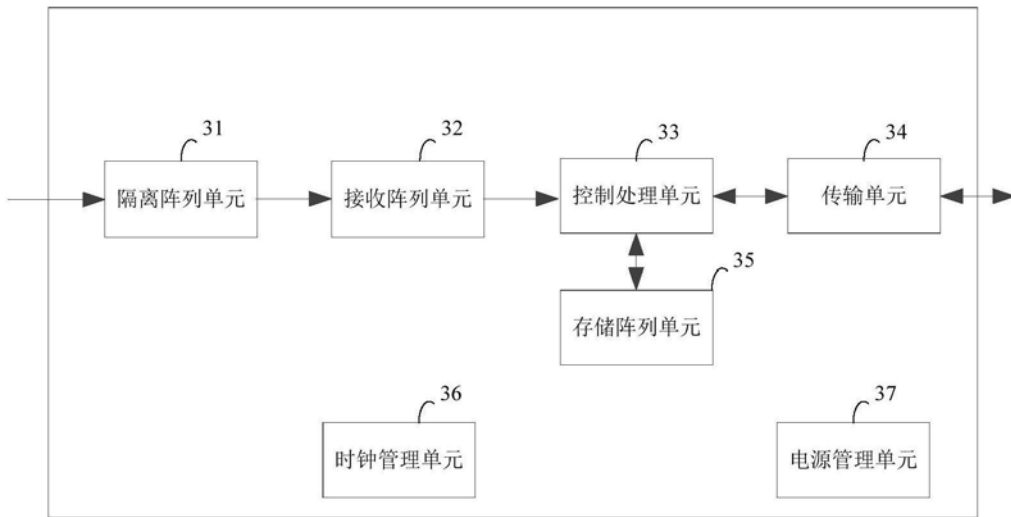 31
32
33
34
隔离阵列单元
接收阵列单元
控制处理单元
传输单元
35
存储阵列单元
36
37
时钟管理单元
电源管理单元